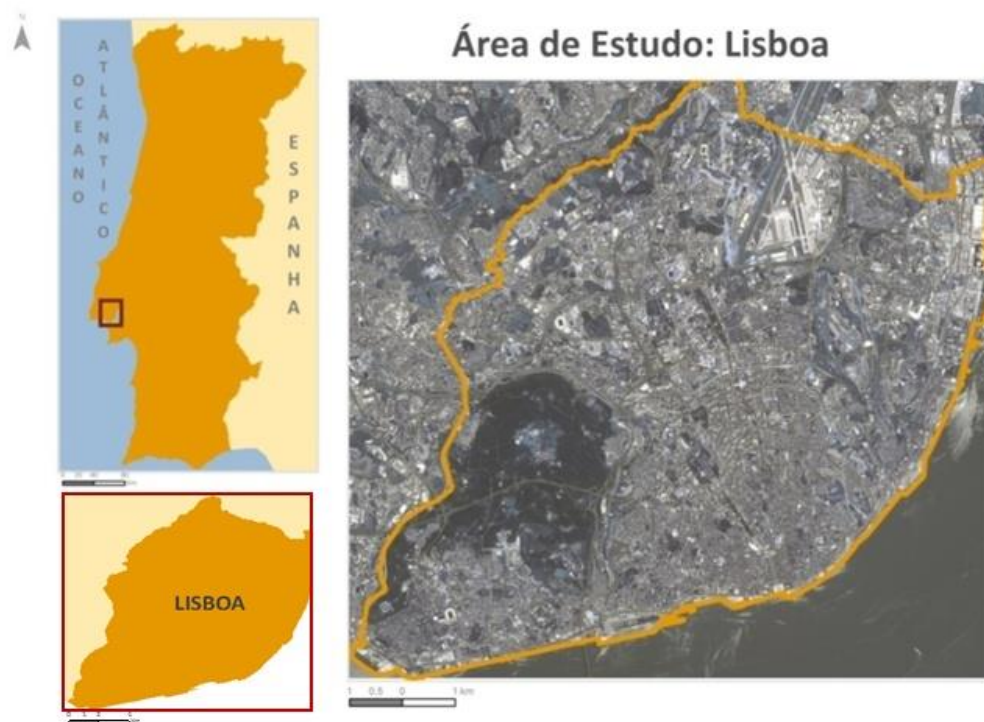 N
Área de Estudo: Lisboa
OCEANO
ATLÂNTICO
ESPANHA
LISBOA
1 0.5 0 1 km